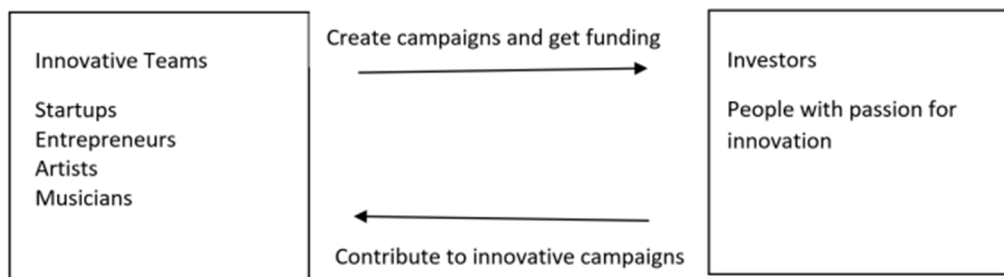 Innovative Teams
Startups
Entrepreneurs
Artists
Musicians
Create campaigns and get funding
Contribute to innovative campaigns
Investors
People with passion for
innovation